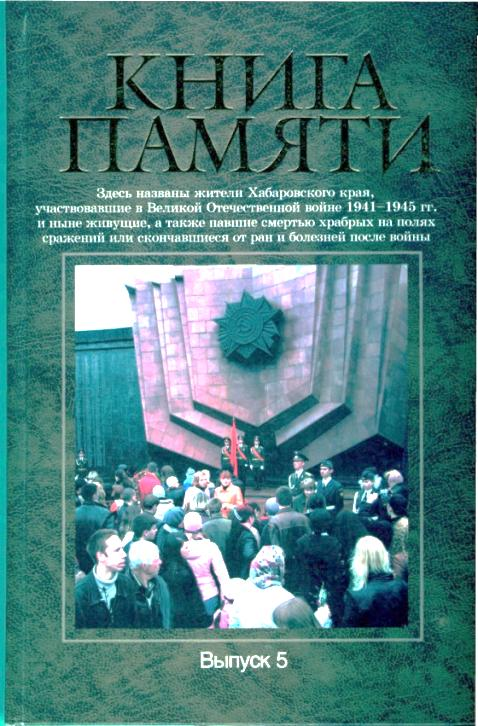 КНИГА
ПАМЯТИ
Здесь названы жители Хабаровского края,
участвовавшие в Великой Отечественной войне 1941–1945 гг.
и ныне живущие, а также павшие смертью храбрых на полях
сражений или скончавшиеся от ран и болезней после войны
Выпуск 5